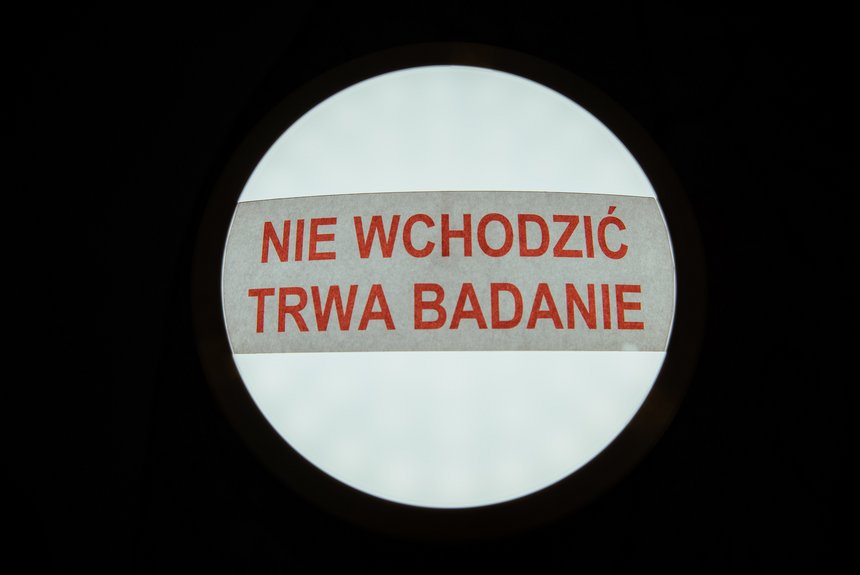 NIE WCHODZIĆ
TRWA BADANIE